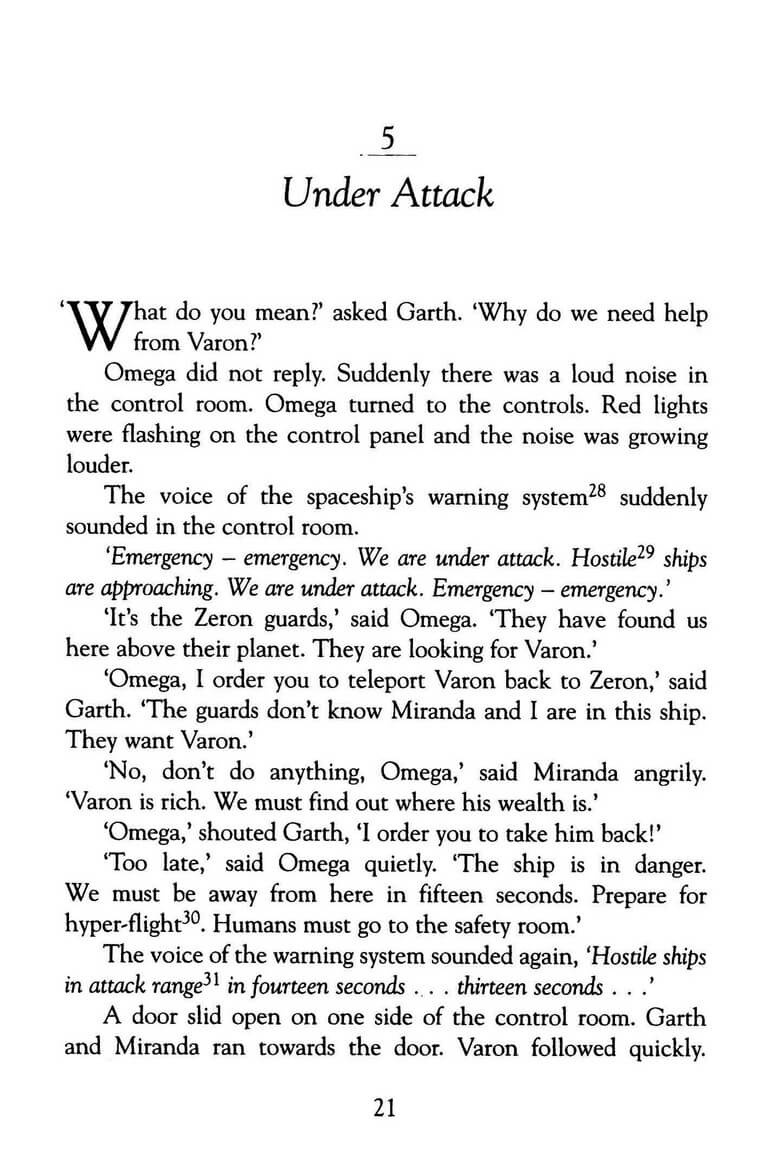 5
Under Attack
‘What do you mean?’ asked Garth. ‘Why do we need help
from Varon?’
Omega did not reply. Suddenly there was a loud noise in
the control room. Omega turned to the controls. Red lights
were flashing on the control panel and the noise was growing
louder.
The voice of the spaceship’s warning system28 suddenly
sounded in the control room.
‘Emergency – emergency. We are under attack. Hostile29 ships
are approaching. We are under attack. Emergency – emergency.’
‘It’s the Zeron guards,’ said Omega. ‘They have found us
here above their planet. They are looking for Varon.’
‘Omega, I order you to teleport Varon back to Zeron,’ said
Garth. ‘The guards don’t know Miranda and I are in this ship.
They want Varon.’
‘No, don’t do anything, Omega,’ said Miranda angrily.
‘Varon is rich. We must find out where his wealth is.’
‘Omega,’ shouted Garth, ‘I order you to take him back!’
‘Too late,’ said Omega quietly. ‘The ship is in danger.
We must be away from here in fifteen seconds. Prepare for
hyper-flight30. Humans must go to the safety room.’
The voice of the warning system sounded again, ‘Hostile ships
in attack range31 in fourteen seconds . . . thirteen seconds . . .’
A door slid open on one side of the control room. Garth
and Miranda ran towards the door. Varon followed quickly.
21